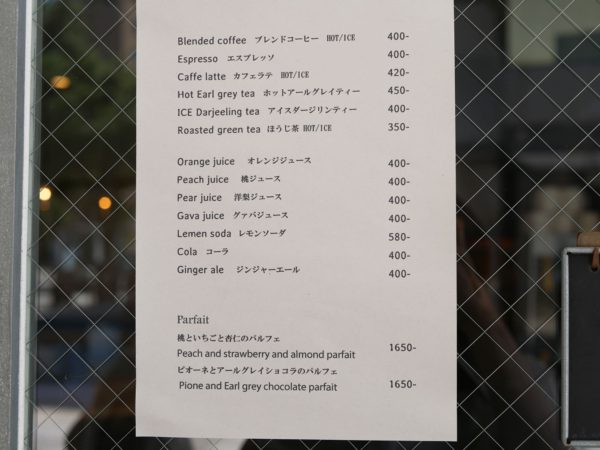 Blended coffee ブレンドコーヒー HOT/ICE 400-
Espresso エスプレッソ 400-
Caffe latte カフェラテ HOT/ICE 420-
Hot Earl grey tea ホットアールグレイティー 450-
ICE Darjeeling tea アイスダージリンティー 400-
Roasted green tea ほうじ茶 HOT/ICE 350-
Orange juice オレンジジュース 400-
Peach juice 桃ジュース 400-
Pear juice 洋梨ジュース 400-
Gava juice グァバジュース 400-
Lemen soda レモンソーダ 580-
Cola コーラ 400-
Ginger ale ジンジャーエール 400-
Parfait
桃といちごと杏仁のパルフェ
Peach and strawberry and almond parfait 1650-
ピオーネとアールグレイショコラのパルフェ
Pione and Earl grey chocolate parfait 1650-